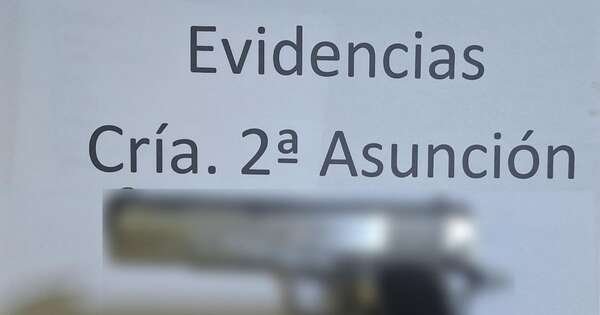 Evidencias
Cría. 2ª Asunción